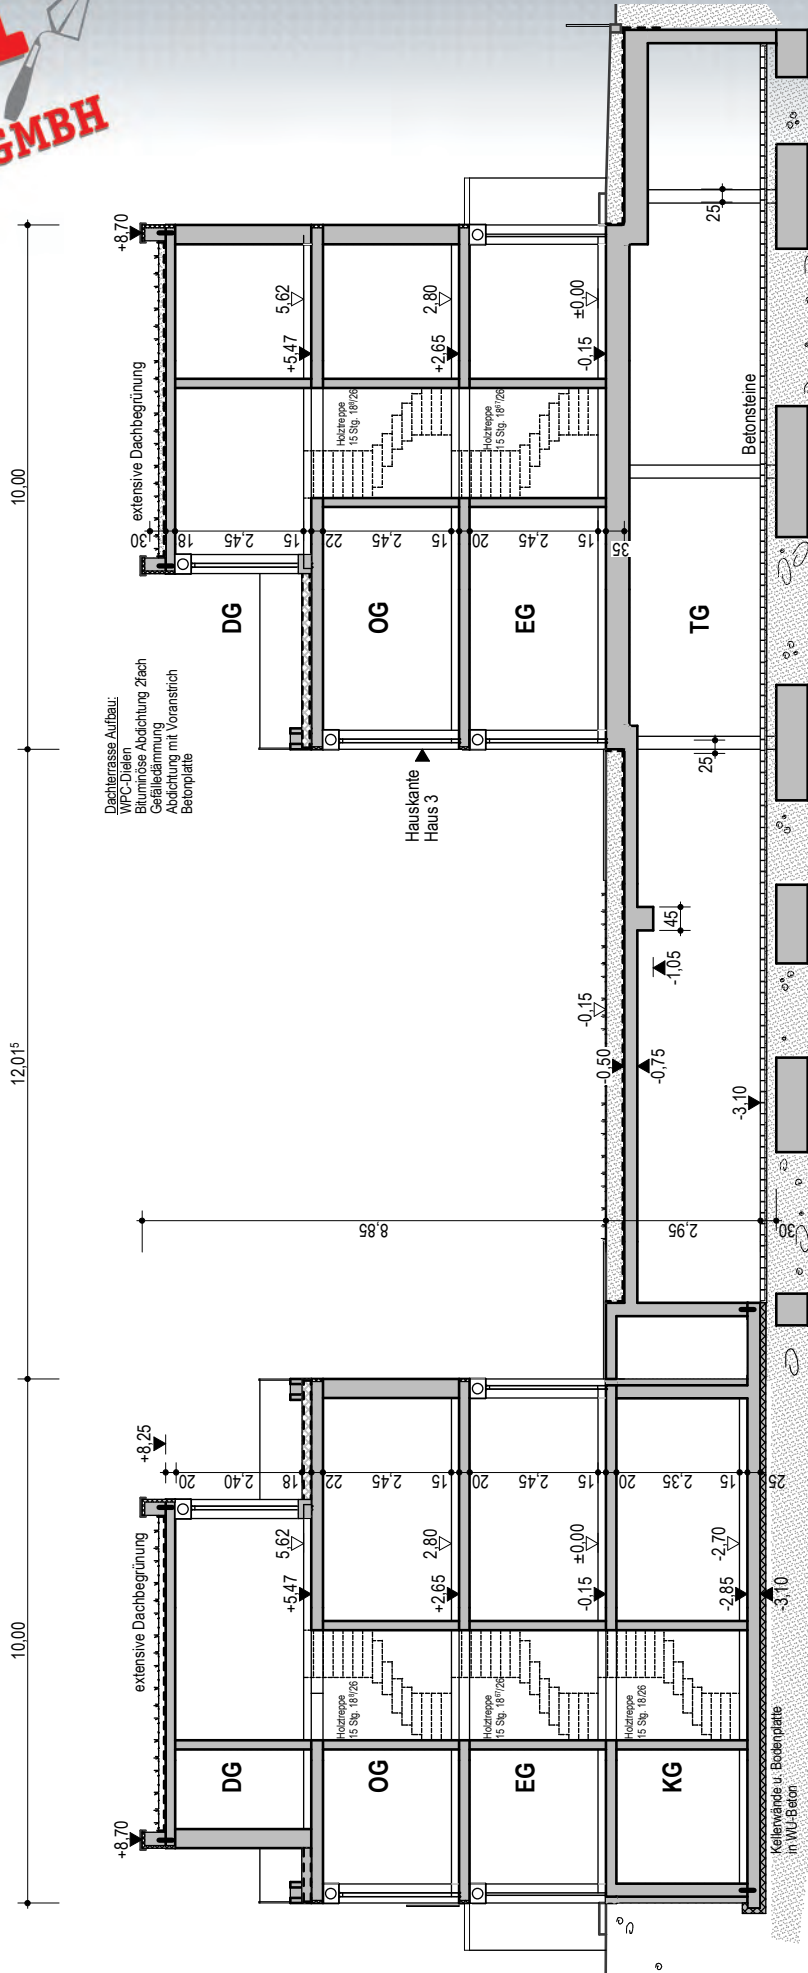 GMBH
10,00
12,01⁵
10,00
+8,70
extensive Dachbegrünung
+8,25
extensive Dachbegrünung
+8,70
Dachterrasse Aufbau:
WPC-Dielen
Bituminöse Abdichtung 2fach
Gefälledämmung
Abdichtung mit Voranstrich
Betonplatte
20
2,40
18
22
2,45
15
20
2,45
15
20
2,35
15
25
8,85
2,95
30
30
18
2,45
15
22
2,45
15
20
2,45
15
35
DG
5,62
+5,47
DG
5,62
+5,47
Holztreppe
15 Stg. 18⁸/26
OG
2,80
+2,65
Hauskante
Haus 3
OG
Holztreppe
15 Stg. 18⁸/26
2,80
+2,65
Holztreppe
15 Stg. 18⁶⁷/26
EG
±0,00
-0,15
-0,15
EG
Holztreppe
15 Stg. 18⁶⁷/26
±0,00
-0,15
Holztreppe
15 Stg. 18/26
KG
-2,70
-2,85
-3,10
-0,50
-0,75
-1,05
45
-3,10
25
TG
25
Betonsteine
Kellerwände u. Bodenplatte
in WU-Beton